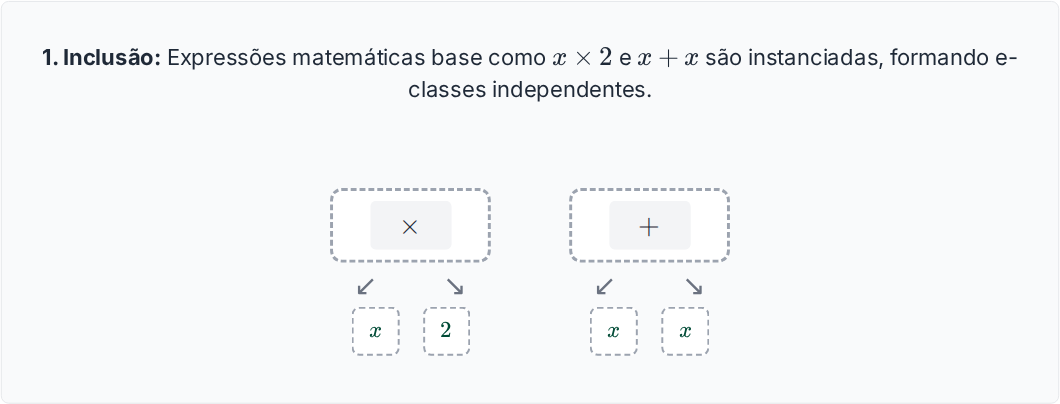 1. Inclusão: Expressões matemáticas base como x × 2 e x + x são instanciadas, formando e-
classes independentes.
× +
↙ ↘ ↙ ↘
x 2 x x